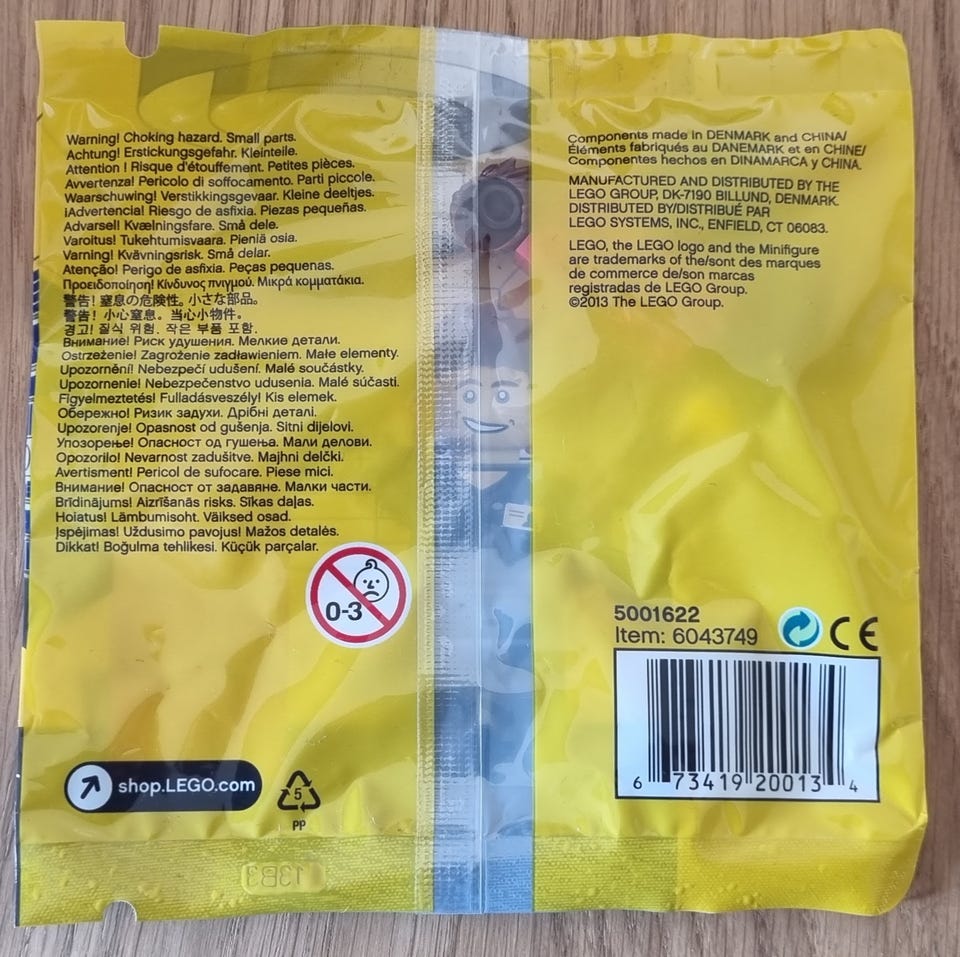 Warning! Choking hazard. Small parts.
Achtung! Erstickungsgefahr. Kleinteile.
Attention ! Risque d'étouffement. Petites pièces.
Avvertenza! Pericolo di soffocamento. Parti piccole.
Waarschuwing! Verstikkingsgevaar. Kleine deeltjes.
¡Advertencia! Riesgo de asfixia. Piezas pequeñas.
Advarsel! Kvælningsfare. Små dele.
Varoitus! Tukehtumisvaara. Pieniä osia.
Varning! Kvävningsrisk. Små delar.
Atenção! Perigo de asfixia. Peças pequenas.
Προειδοποίηση! Κίνδυνος πνιγμού. Μικρά κομματάκια.
警告! 窒息の危険性。小さな部品。
警告! 小心窒息。当心小物件。
경고! 질식 위험. 작은 부품 포함.
Внимание! Риск удушения. Мелкие детали.
Ostrzeżenie! Zagrożenie zadławieniem. Małe elementy.
Upozornění! Nebezpečí udušení. Malé součástky.
Upozornenie! Nebezpečenstvo udusenia. Malé súčasti.
Figyelmeztetés! Fulladásveszély! Kis elemek.
Обережно! Ризик задухи. Дрібні деталі.
Upozorenje! Opasnost od gušenja. Sitni dijelovi.
Упозорење! Опасност од гушења. Мали делови.
Opozorilo! Nevarnost zadušitve. Majhni delčki.
Avertisment! Pericol de sufocare. Piese mici.
Внимание! Опасност от задавяне. Малки части.
Brīdinājums! Aizrīšanās risks. Sīkas daļas.
Hoiatus! Lämbumisoht. Väiksed osad.
Įspėjimas! Uždusimo pavojus! Mažos detalės.
Dikkat! Boğulma tehlikesi. Küçük parçalar.
0-3
shop.LEGO.com
5
PP
13B3
Components made in DENMARK and CHINA/
Éléments fabriqués au DANEMARK et en CHINE/
Componentes hechos en DINAMARCA y CHINA.
MANUFACTURED AND DISTRIBUTED BY THE
LEGO GROUP, DK-7190 BILLUND, DENMARK.
DISTRIBUTED BY/DISTRIBUÉ PAR
LEGO SYSTEMS, INC., ENFIELD, CT 06083.
LEGO, the LEGO logo and the Minifigure
are trademarks of the/sont des marques
de commerce de/son marcas
registradas de LEGO Group.
©2013 The LEGO Group.
5001622
Item: 6043749
CE
6 73419 20013 4